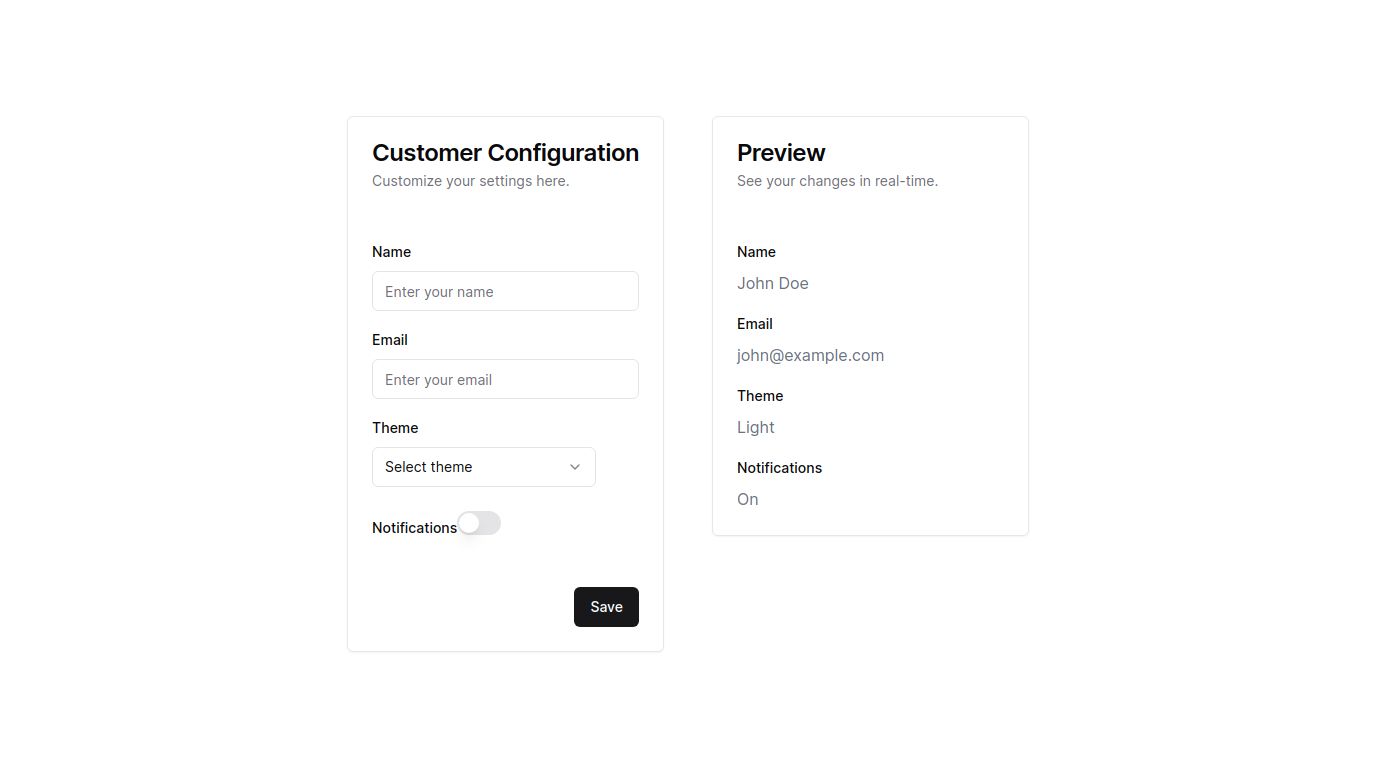 Customer Configuration
Customize your settings here.
Name
Enter your name
Email
Enter your email
Theme
Select theme
Notifications
Save
Preview
See your changes in real-time.
Name
John Doe
Email
john@example.com
Theme
Light
Notifications
On